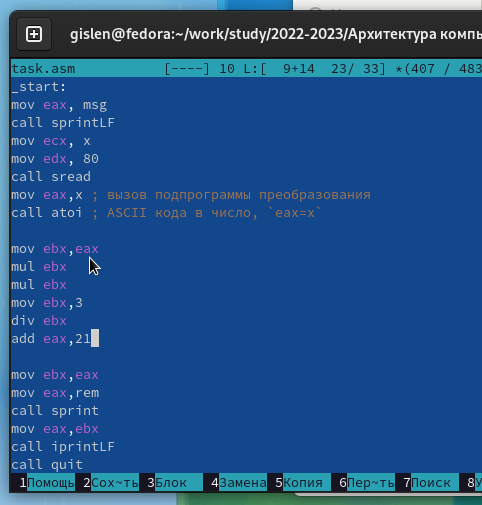 gislen@fedora:~/work/study/2022-2023/Архитектура компь
task.asm [----] 10 L:[ 9+14 23/ 33] *(407 / 483
_start:
mov eax, msg
call sprintLF
mov ecx, x
mov edx, 80
call sread
mov eax,x ; вызов подпрограммы преобразования
call atoi ; ASCII кода в число, `eax=x`
mov ebx,eax
mul ebx
mul ebx
mov ebx,3
div ebx
add eax,21
mov ebx,eax
mov eax,rem
call sprint
mov eax,ebx
call iprintLF
call quit
1Помощь 2Сох~ть 3Блок 4Замена 5Копия 6Пер~ть 7Поиск 8У